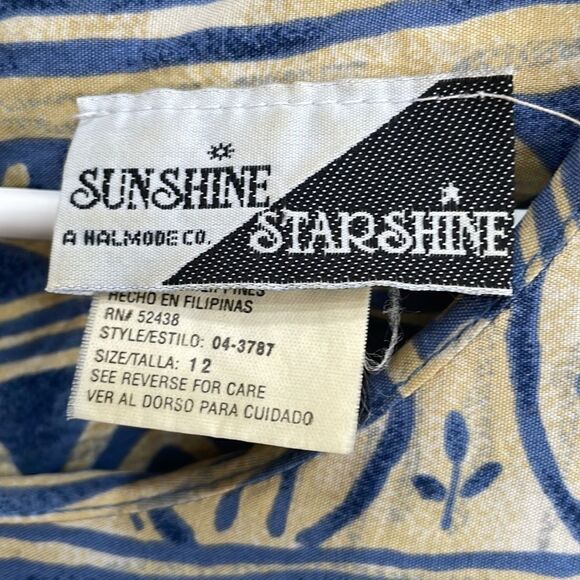 SUNSHINE
STARSHINE
A HALMODE CO.
HECHO EN FILIPINAS
RN# 52438
STYLE/ESTILO: 04-3787
SIZE/TALLA: 12
SEE REVERSE FOR CARE
VER AL DORSO PARA CUIDADO